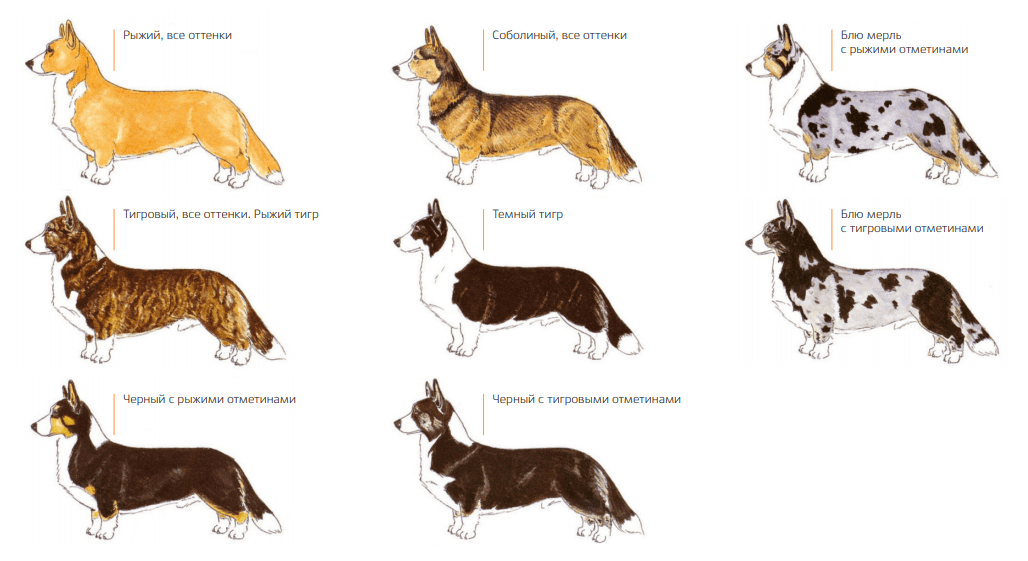 Рыжий, все оттенки
Соболиный, все оттенки
Блю мерль
с рыжими отметинами
Тигровый, все оттенки. Рыжий тигр
Темный тигр
Блю мерль
с тигровыми отметинами
Черный с рыжими отметинами
Черный с тигровыми отметинами